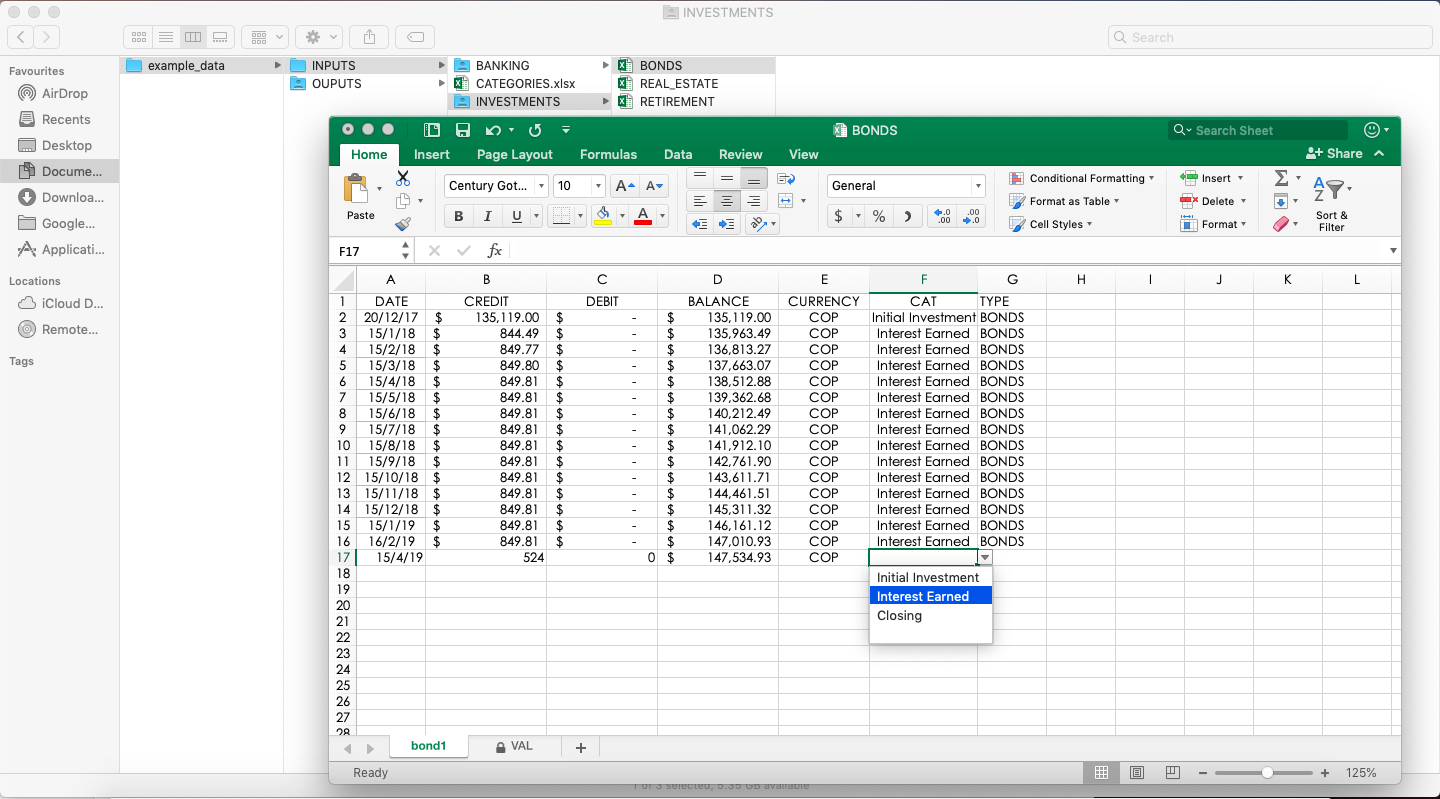 INVESTMENTS
Search
Favourites
AirDrop
Recents
Desktop
Docume...
Downloa...
Google...
Applicati...
Locations
iCloud D...
Remote...
Tags
example_data
INPUTS
OUPUTS
BANKING
CATEGORIES.xlsx
INVESTMENTS
BONDS
REAL_ESTATE
RETIREMENT
BONDS
Search Sheet
Home Insert Page Layout Formulas Data Review View Share
Paste
Century Got... 10
B I U
General
$ % )
Conditional Formatting
Format as Table
Cell Styles
Insert
Delete
Format
Sort &
Filter
F17 fx
A B C D E F G H I J K L
1 DATE CREDIT DEBIT BALANCE CURRENCY CAT TYPE
2 20/12/17 $ 135,119.00 $ - $ 135,119.00 COP Initial Investment BONDS
3 15/1/18 $ 844.49 $ - $ 135,963.49 COP Interest Earned BONDS
4 15/2/18 $ 849.77 $ - $ 136,813.27 COP Interest Earned BONDS
5 15/3/18 $ 849.80 $ - $ 137,663.07 COP Interest Earned BONDS
6 15/4/18 $ 849.81 $ - $ 138,512.88 COP Interest Earned BONDS
7 15/5/18 $ 849.81 $ - $ 139,362.68 COP Interest Earned BONDS
8 15/6/18 $ 849.81 $ - $ 140,212.49 COP Interest Earned BONDS
9 15/7/18 $ 849.81 $ - $ 141,062.29 COP Interest Earned BONDS
10 15/8/18 $ 849.81 $ - $ 141,912.10 COP Interest Earned BONDS
11 15/9/18 $ 849.81 $ - $ 142,761.90 COP Interest Earned BONDS
12 15/10/18 $ 849.81 $ - $ 143,611.71 COP Interest Earned BONDS
13 15/11/18 $ 849.81 $ - $ 144,461.51 COP Interest Earned BONDS
14 15/12/18 $ 849.81 $ - $ 145,311.32 COP Interest Earned BONDS
15 15/1/19 $ 849.81 $ - $ 146,161.12 COP Interest Earned BONDS
16 16/2/19 $ 849.81 $ - $ 147,010.93 COP Interest Earned BONDS
17 15/4/19 524 0 $ 147,534.93 COP
18
19
20
21
22
23
24
25
26
27
28
Initial Investment
Interest Earned
Closing
bond1 VAL +
Ready 125%
1 of 3 selected, 5.35 GB available